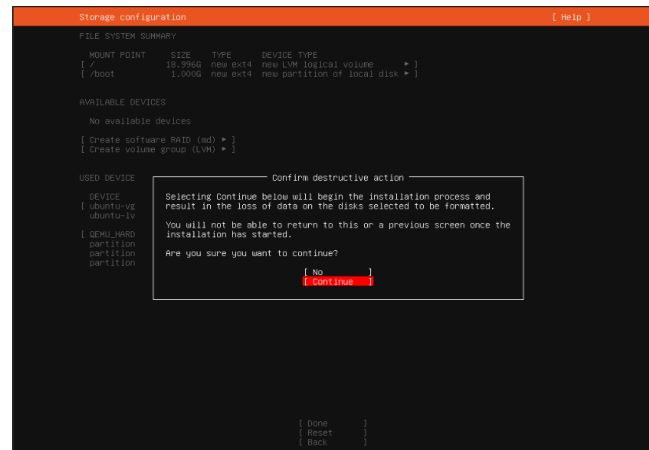 Storage configuration [ Help ]
FILE SYSTEM SUMMARY
MOUNT POINT SIZE TYPE DEVICE TYPE
[ / 18.996G new ext4 new LVM logical volume ▸ ]
[ /boot 1.000G new ext4 new partition of local disk ▸ ]
AVAILABLE DEVICES
No available devices
[ Create software RAID (md) ▸ ]
[ Create volume group (LVM) ▸ ]
USED DEVICE
DEVICE
[ ubuntu-vg
ubuntu-lv
[ QEMU_HARD
partition
partition
partition
Confirm destructive action
Selecting Continue below will begin the installation process and
result in the loss of data on the disks selected to be formatted.
You will not be able to return to this or a previous screen once the
installation has started.
Are you sure you want to continue?
[ No ]
[ Continue ]
[ Done ]
[ Reset ]
[ Back ]